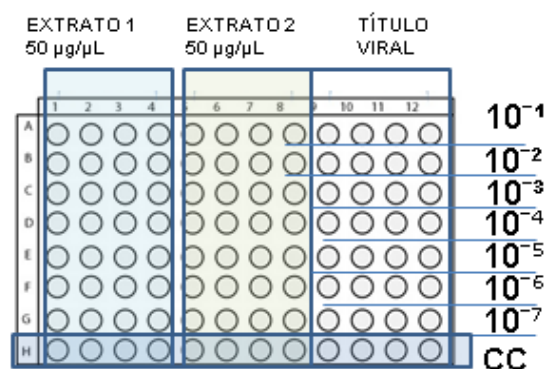 EXTRATO 1
50 µg/µL
EXTRATO 2
50 µg/µL
TÍTULO
VIRAL
1 2 3 4 5 6 7 8 9 10 11 12
A 10⁻¹
B 10⁻²
C 10⁻³
D 10⁻⁴
E 10⁻⁵
F 10⁻⁶
G 10⁻⁷
H CC